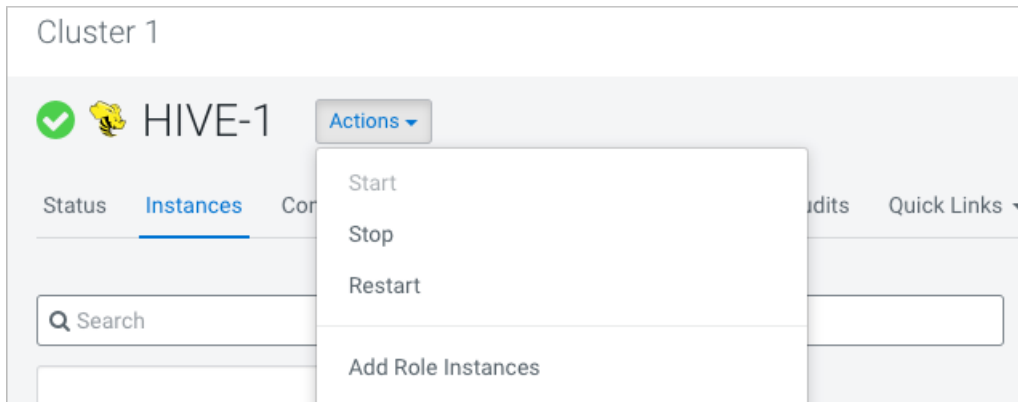 Cluster 1
HIVE-1 Actions
Start
Status Instances Quick Links
Stop
Restart
Search
Add Role Instances